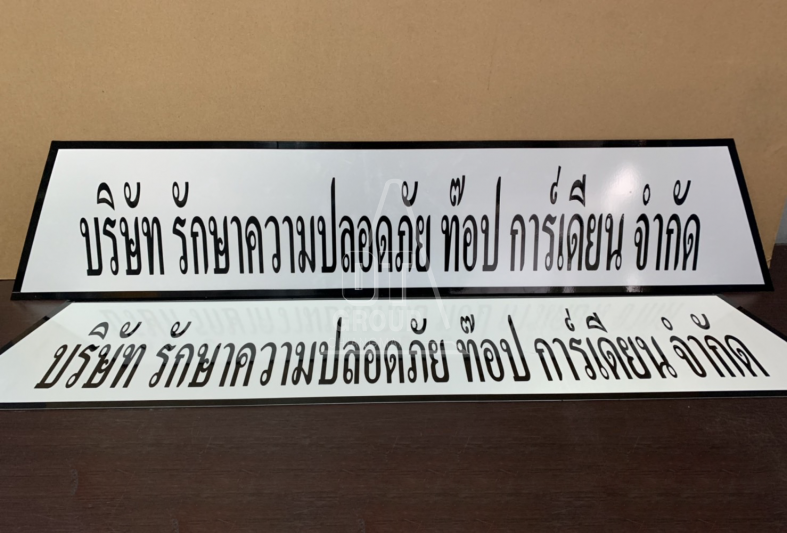 บริษัท รักษาความปลอดภัย ท๊อป การ์เดียน จำกัด
บริษัท รักษาความปลอดภัย ท๊อป การ์เดียน จำกัด
DT
GROUP